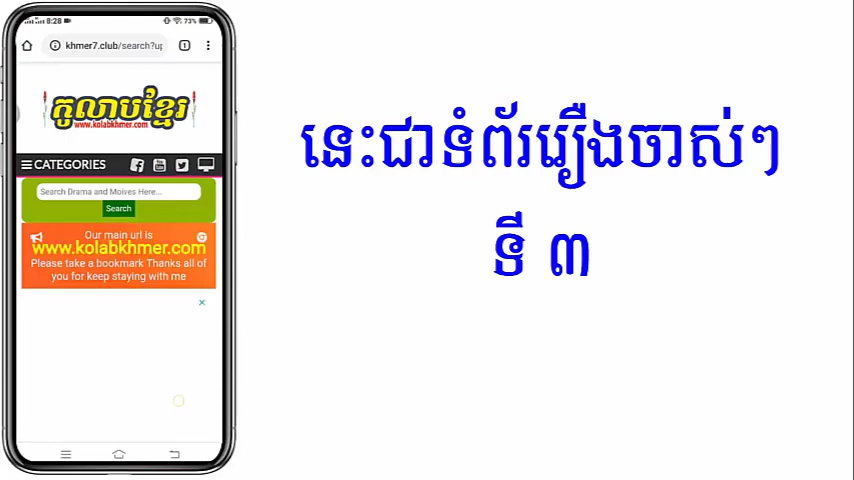 8:28
73%
khmer7.club/search?up
1
កូលាបខ្មែរ
www.kolabkhmer.com
CATEGORIES
Search Drama and Moives Here...
Search
Our main url is
www.kolabkhmer.com
Please take a bookmark Thanks all of
you for keep staying with me
នេះជាទំព័ររឿងចាស់ៗ
ទី ៣